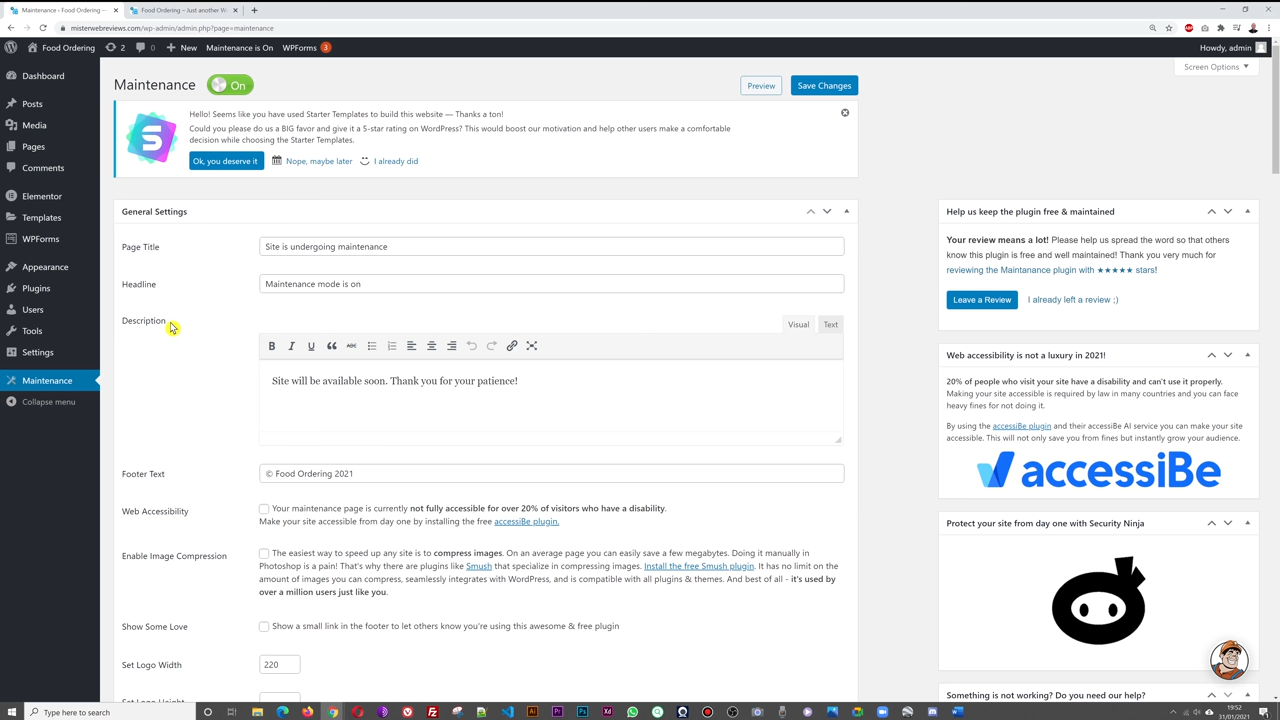 Maintenance ‹ Food Ordering —
Food Ordering – Just another W
misterwebreviews.com/wp-admin/admin.php?page=maintenance
Food Ordering 2 0 New Maintenance is On WPForms 3
Howdy, admin
Screen Options
Dashboard
Posts
Media
Pages
Comments
Elementor
Templates
WPForms
Appearance
Plugins
Users
Tools
Settings
Maintenance
Collapse menu
Maintenance On
Preview
Save Changes
Hello! Seems like you have used Starter Templates to build this website — Thanks a ton!
Could you please do us a BIG favor and give it a 5-star rating on WordPress? This would boost our motivation and help other users make a comfortable
decision while choosing the Starter Templates.
Ok, you deserve it Nope, maybe later I already did
General Settings
Page Title
Site is undergoing maintenance
Headline
Maintenance mode is on
Description
Visual Text
B I U ABC
Site will be available soon. Thank you for your patience!
Footer Text
© Food Ordering 2021
Web Accessibility
Your maintenance page is currently not fully accessible for over 20% of visitors who have a disability.
Make your site accessible from day one by installing the free accessiBe plugin.
Enable Image Compression
The easiest way to speed up any site is to compress images. On an average page you can easily save a few megabytes. Doing it manually in
Photoshop is a pain! That's why there are plugins like Smush that specialize in compressing images. Install the free Smush plugin. It has no limit on the
amount of images you can compress, seamlessly integrates with WordPress, and is compatible with all plugins & themes. And best of all - it's used by
over a million users just like you.
Show Some Love
Show a small link in the footer to let others know you're using this awesome & free plugin
Set Logo Width
220
Set Logo Height
Help us keep the plugin free & maintained
Your review means a lot! Please help us spread the word so that others
know this plugin is free and well maintained! Thank you very much for
reviewing the Maintanance plugin with ★★★★★ stars!
Leave a Review I already left a review ;)
Web accessibility is not a luxury in 2021!
20% of people who visit your site have a disability and can't use it properly.
Making your site accessible is required by law in many countries and you can face
heavy fines for not doing it.
By using the accessiBe plugin and their accessiBe AI service you can make your site
accessible. This will not only save you from fines but instantly grow your audience.
accessiBe
Protect your site from day one with Security Ninja
Something is not working? Do you need our help?
Type here to search
19:52
31/01/2021